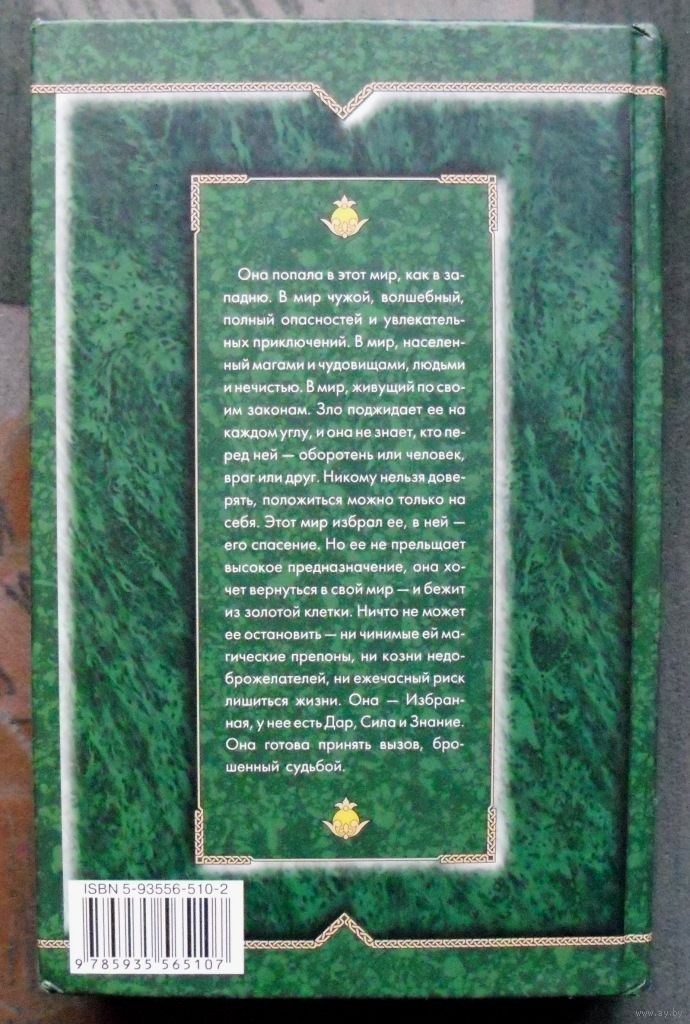 Она попала в этот мир, как в за-
падню. В мир чужой, волшебный,
полный опасностей и увлекатель-
ных приключений. В мир, населен-
ный магами и чудовищами, людьми
и нечистью. В мир, живущий по сво-
им законам. Зло поджидает ее на
каждом углу, и она не знает, кто пе-
ред ней — оборотень или человек,
враг или друг. Никому нельзя дове-
рять, положиться можно только на
себя. Этот мир избрал ее, в ней —
его спасение. Но ее не прельщает
высокое предназначение, она хо-
чет вернуться в свой мир — и бежит
из золотой клетки. Ничто не может
ее остановить — ни чинимые ей ма-
гические препоны, ни козни недо-
брожелателей, ни ежечасный риск
лишиться жизни. Она — Избран-
ная, у нее есть Дар, Сила и Знание.
Она готова принять вызов, бро-
шенный судьбой.
ISBN 5-93556-510-2
9 785935 565107
www.ay.by